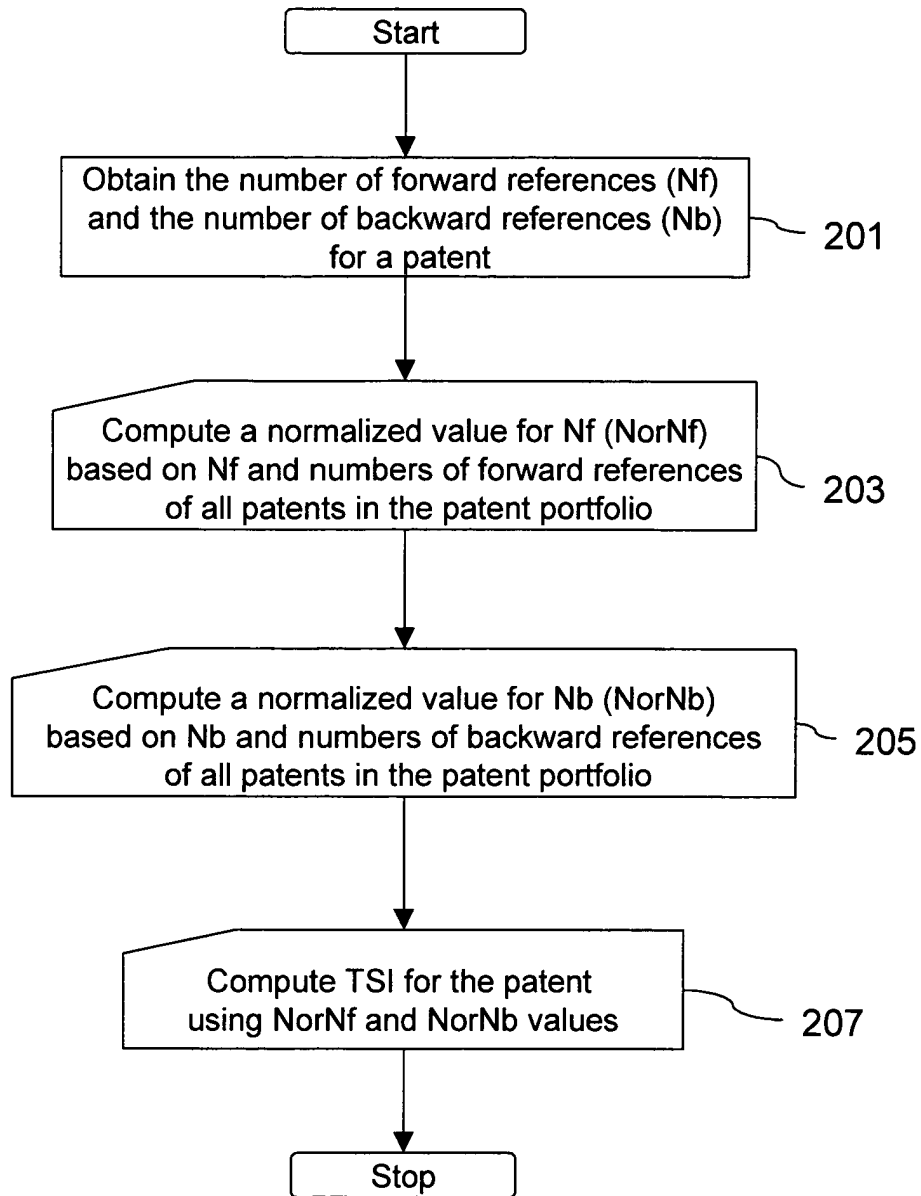 Start
Obtain the number of forward references (Nf)
and the number of backward references (Nb)
for a patent
201
Compute a normalized value for Nf (NorNf)
based on Nf and numbers of forward references
of all patents in the patent portfolio
203
Compute a normalized value for Nb (NorNb)
based on Nb and numbers of backward references
of all patents in the patent portfolio
205
Compute TSI for the patent
using NorNf and NorNb values
207
Stop